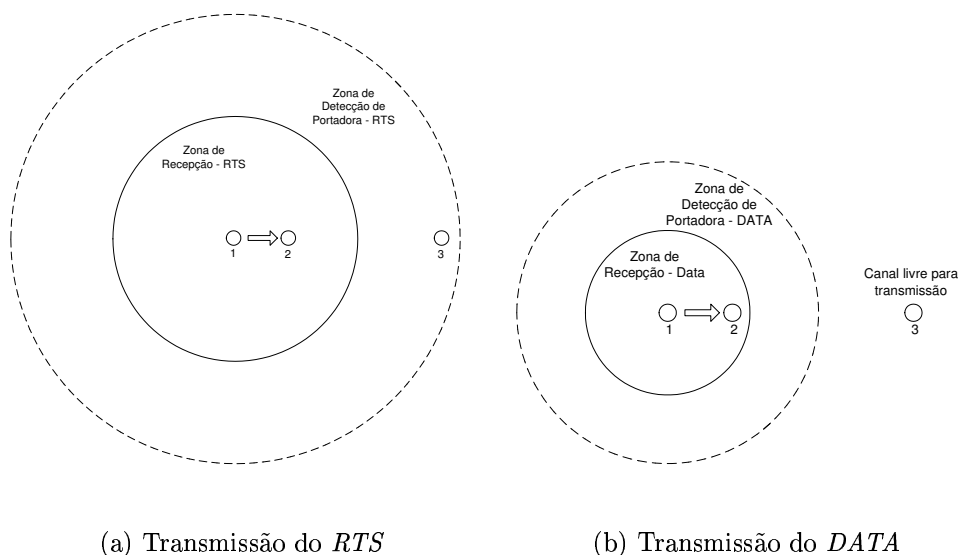 Zona de
Detecção de
Portadora - RTS
Zona de
Recepção - RTS
1
2
3
(a) Transmissão do RTS
Zona de
Detecção de
Portadora - DATA
Zona de
Recepção - Data
1
2
Canal livre para
transmissão
3
(b) Transmissão do DATA